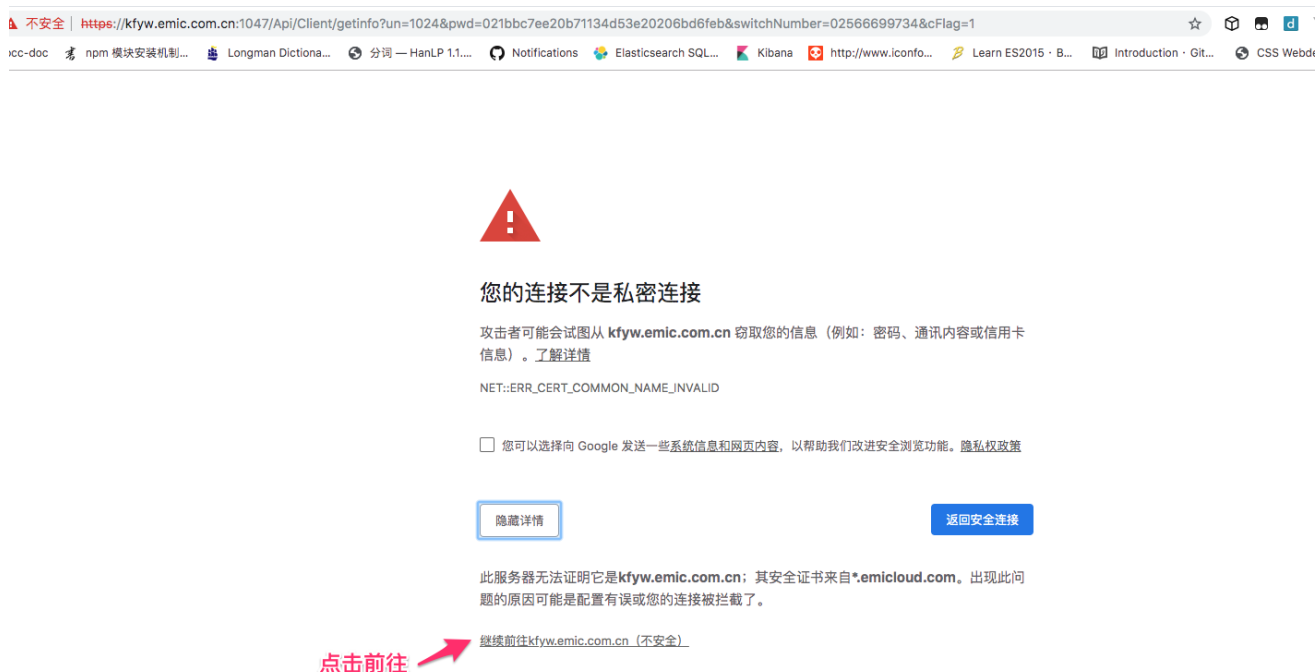 不安全 | https://kfyw.emic.com.cn:1047/Api/Client/getinfo?un=1024&pwd=021bbc7ee20b71134d53e20206bd6feb&switchNumber=02566699734&cFlag=1
npm 模块安装机制... Longman Dictiona... 分词 — HanLP 1.1.... Notifications Elasticsearch SQL... Kibana http://www.iconfo... Learn ES2015 · B... Introduction · Git... CSS Webde
您的连接不是私密连接
攻击者可能会试图从 kfyw.emic.com.cn 窃取您的信息（例如：密码、通讯内容或信用卡
信息）。了解详情
NET::ERR_CERT_COMMON_NAME_INVALID
您可以选择向 Google 发送一些系统信息和网页内容，以帮助我们改进安全浏览功能。隐私权政策
隐藏详情
返回安全连接
此服务器无法证明它是kfyw.emic.com.cn；其安全证书来自*.emicloud.com。出现此问
题的原因可能是配置有误或您的连接被拦截了。
继续前往kfyw.emic.com.cn（不安全）
点击前往